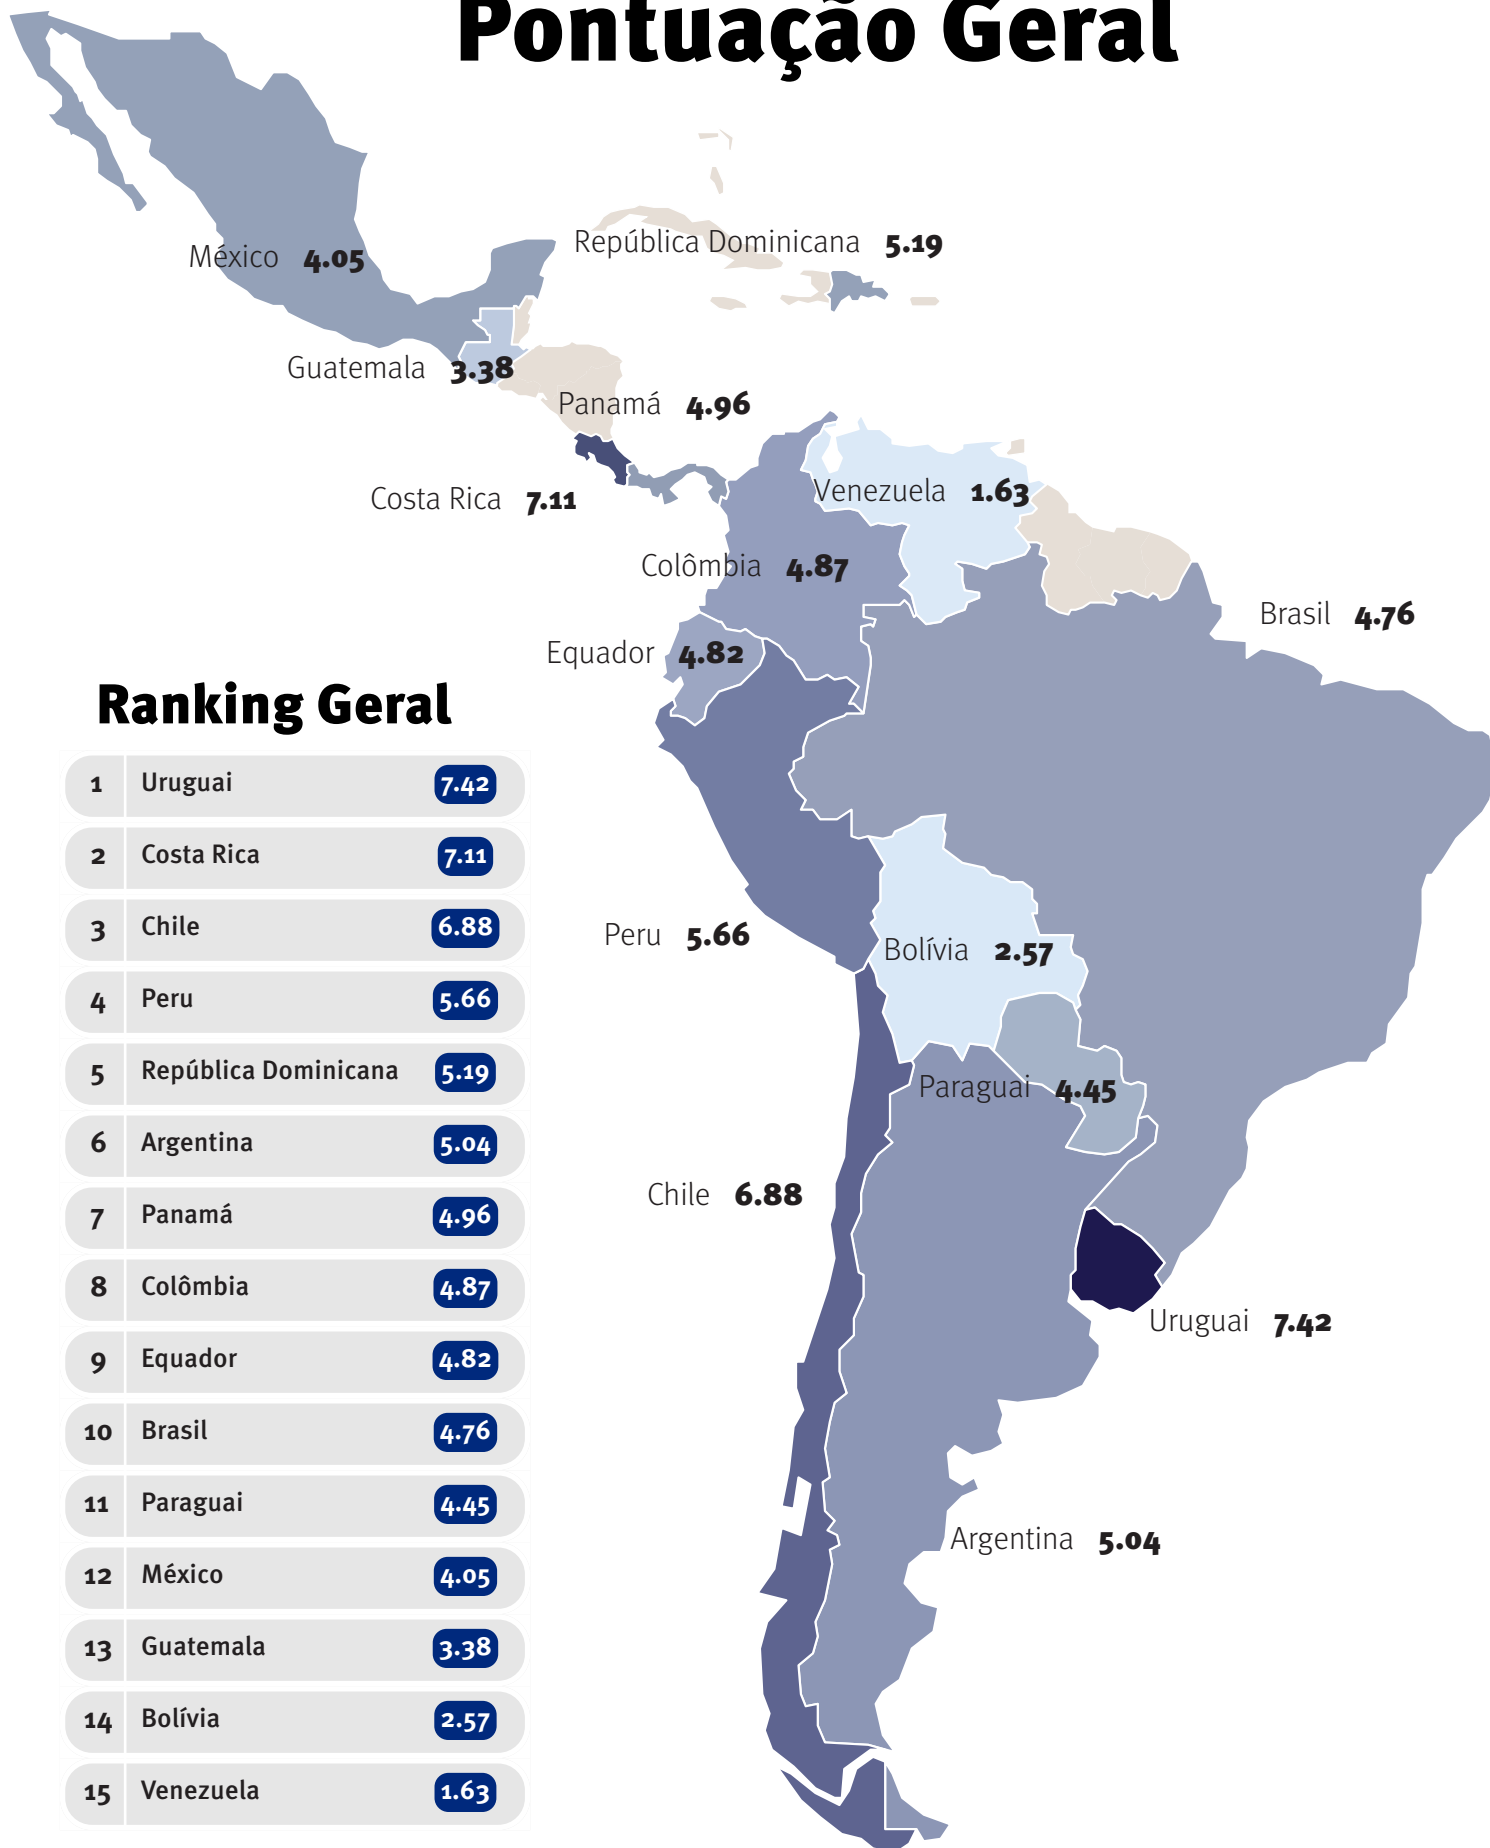 Pontuação Geral
México 4.05
República Dominicana 5.19
Guatemala 3.38
Panamá 4.96
Costa Rica 7.11
Venezuela 1.63
Colômbia 4.87
Brasil 4.76
Equador 4.82
Peru 5.66
Bolívia 2.57
Paraguai 4.45
Chile 6.88
Uruguai 7.42
Argentina 5.04
Ranking Geral
1 Uruguai 7.42
2 Costa Rica 7.11
3 Chile 6.88
4 Peru 5.66
5 República Dominicana 5.19
6 Argentina 5.04
7 Panamá 4.96
8 Colômbia 4.87
9 Equador 4.82
10 Brasil 4.76
11 Paraguai 4.45
12 México 4.05
13 Guatemala 3.38
14 Bolívia 2.57
15 Venezuela 1.63